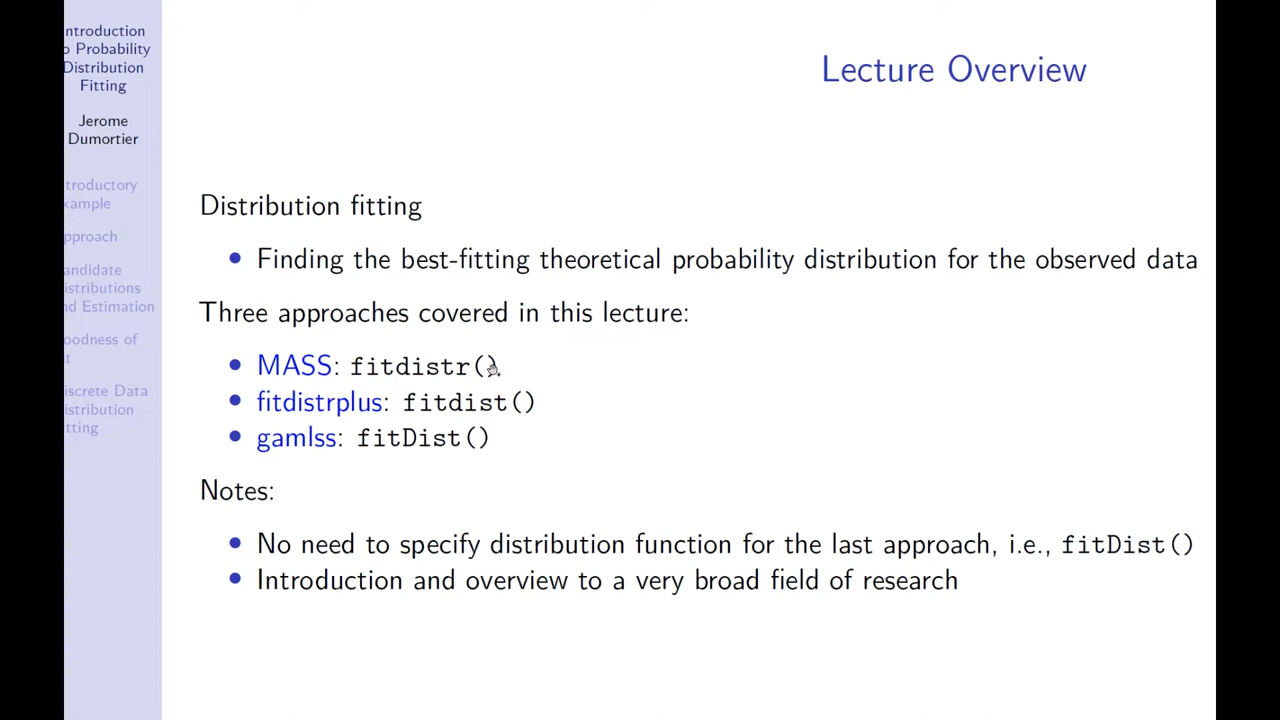 ntroduction
o Probability
Distribution
Fitting
Jerome
Dumortier
troductory
xample
pproach
andidate
istributions
nd Estimation
oodness of
t
iscrete Data
istribution
tting
Lecture Overview
Distribution fitting
• Finding the best-fitting theoretical probability distribution for the observed data
Three approaches covered in this lecture:
• MASS: fitdistr()
• fitdistrplus: fitdist()
• gamlss: fitDist()
Notes:
• No need to specify distribution function for the last approach, i.e., fitDist()
• Introduction and overview to a very broad field of research